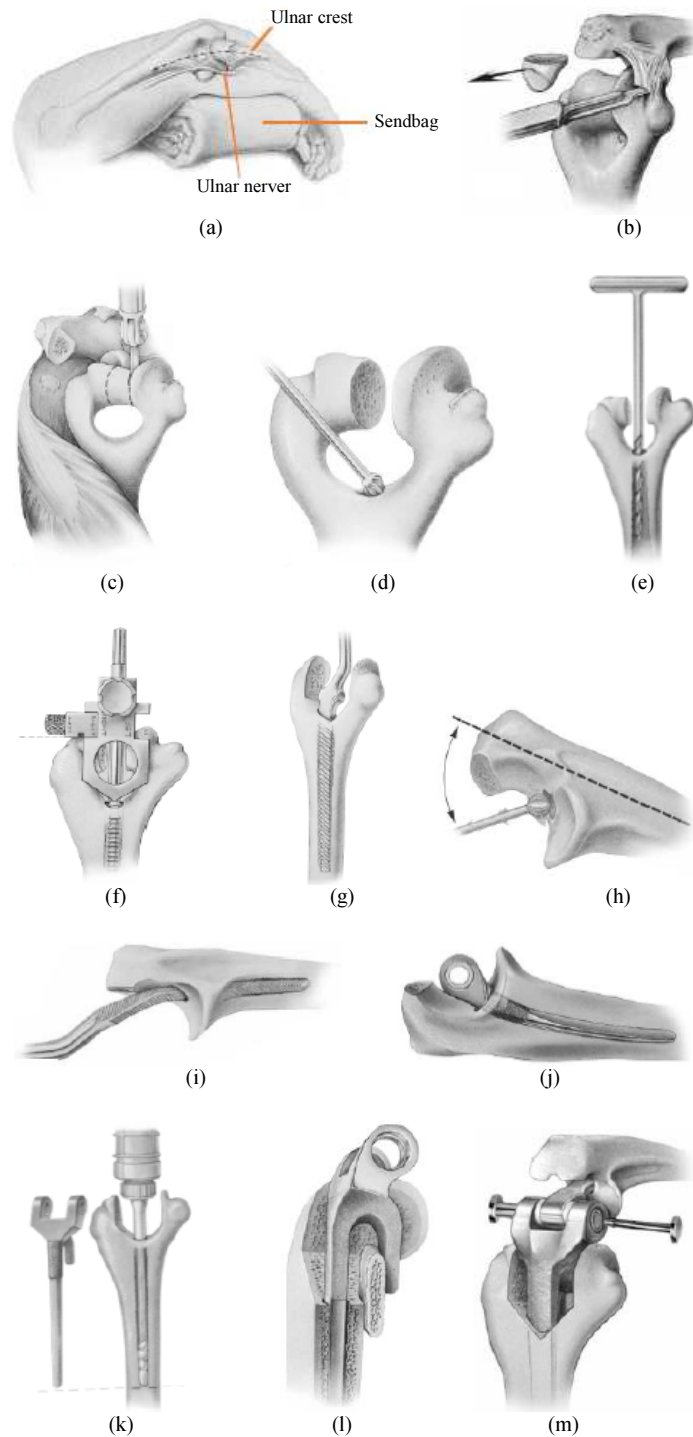 Ulnar crest
Sendbag
Ulnar nerver
(a)
(b)
(c)
(d)
(e)
(f)
(g)
(h)
(i)
(j)
(k)
(l)
(m)